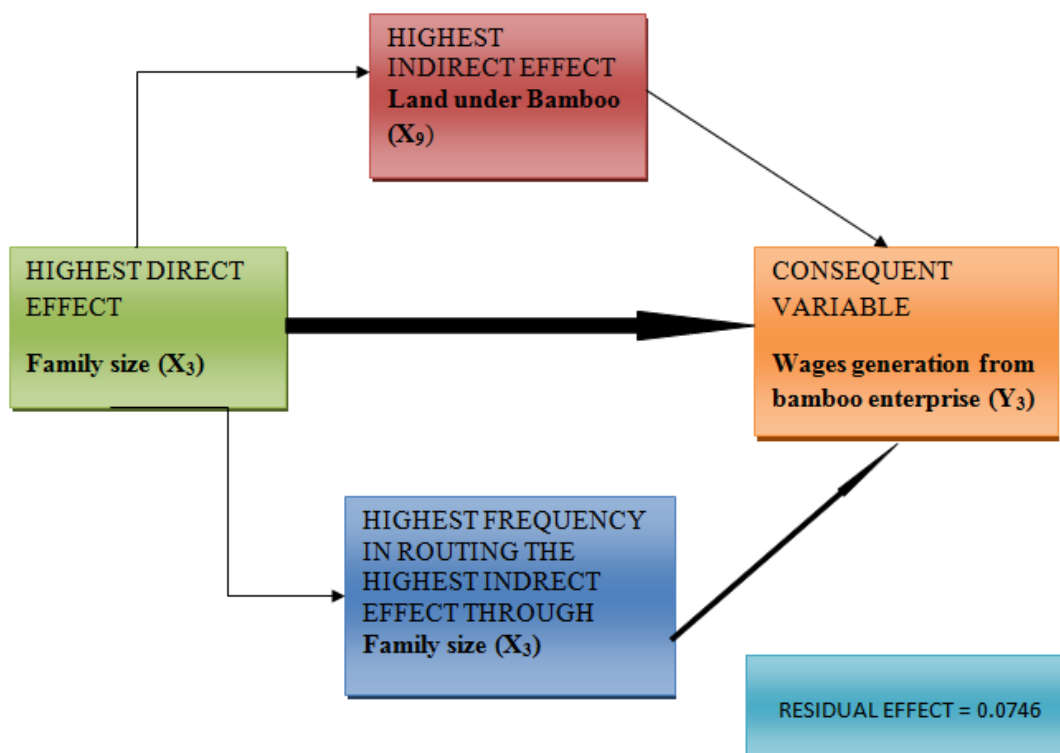 HIGHEST
INDIRECT EFFECT
Land under Bamboo
(X₉)
HIGHEST DIRECT
EFFECT
Family size (X₃)
CONSEQUENT
VARIABLE
Wages generation from
bamboo enterprise (Y₃)
HIGHEST FREQUENCY
IN ROUTING THE
HIGHEST INDRECT
EFFECT THROUGH
Family size (X₃)
RESIDUAL EFFECT = 0.0746